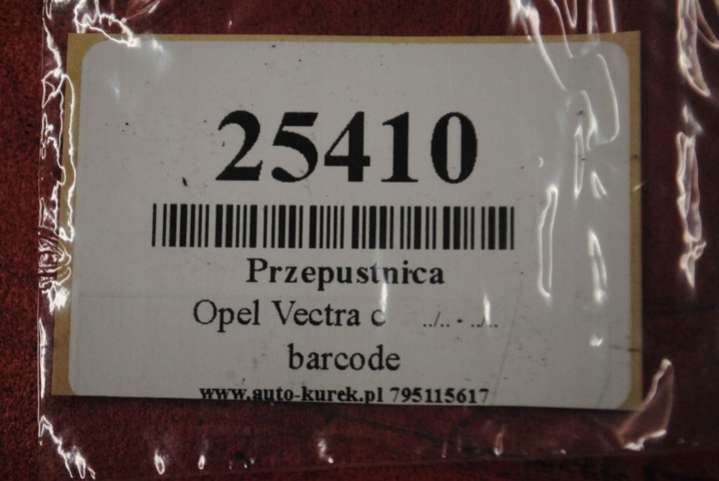 25410
Przepustnica
Opel Vectra c ../.. - ../..
barcode
www.auto-kurek.pl 795115617